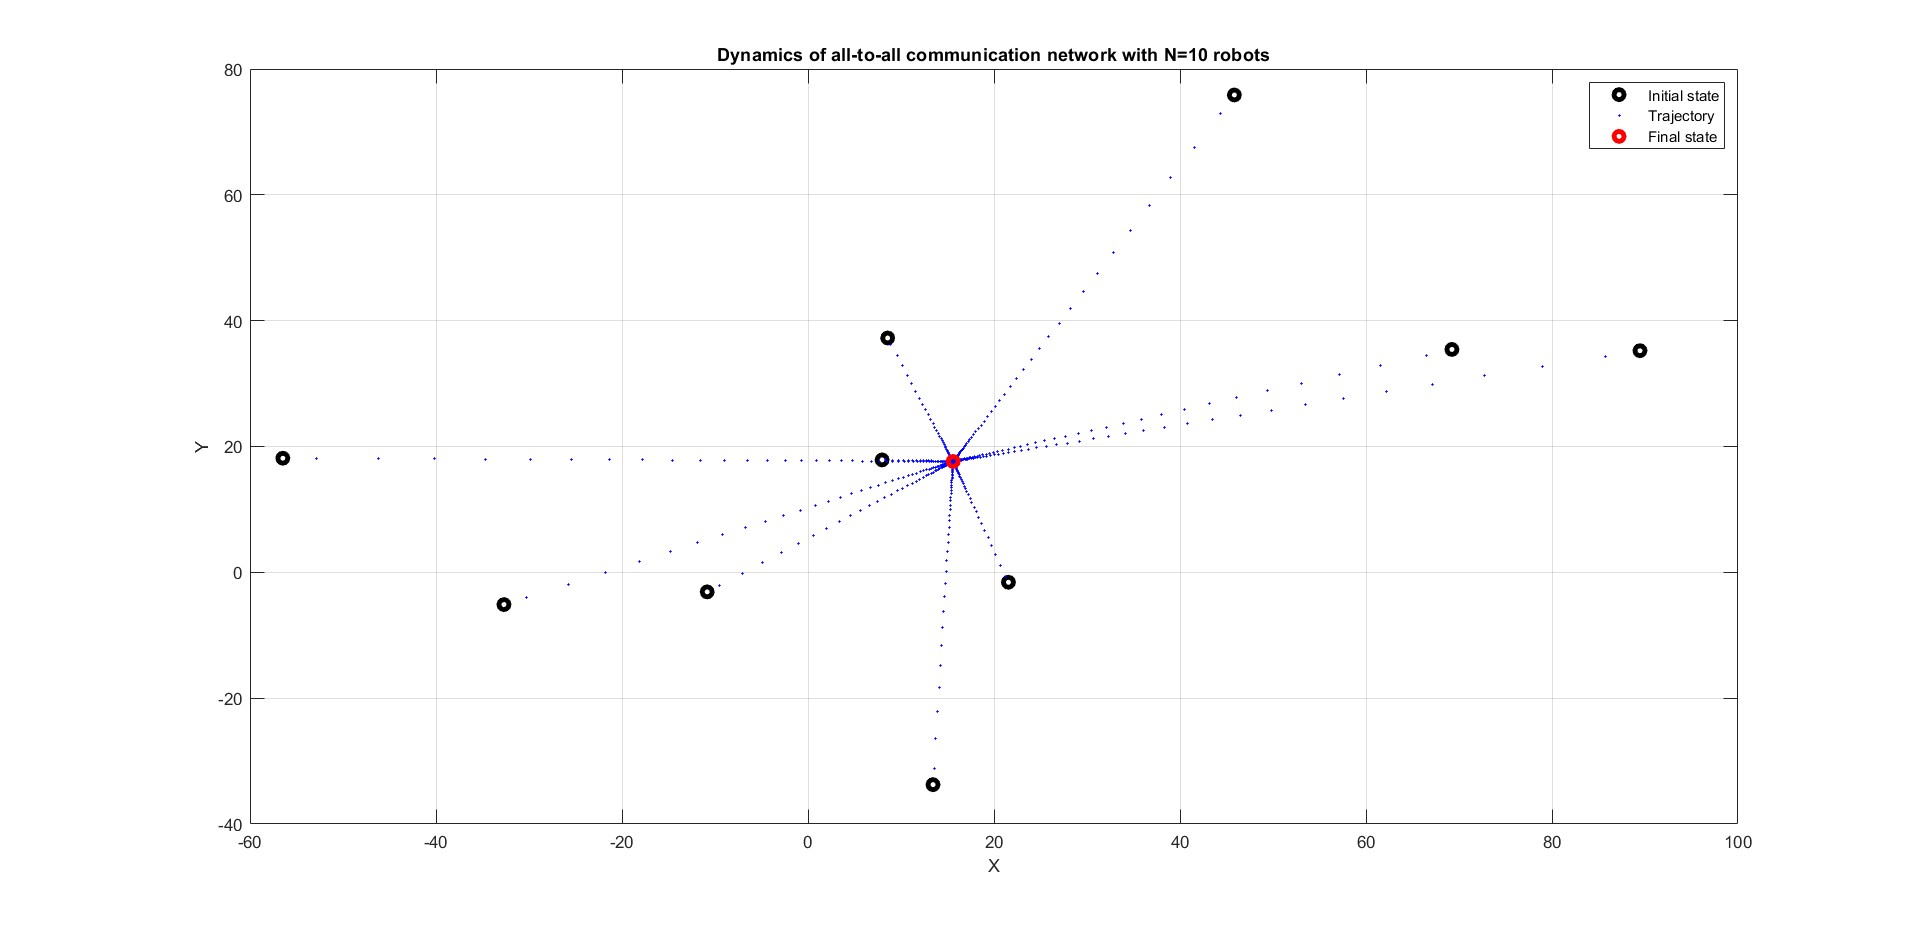 Dynamics of all-to-all communication network with N=10 robots
80
60
40
20
0
-20
-40
Y
Initial state
Trajectory
Final state
-60
-40
-20
0
20
40
60
80
100
X